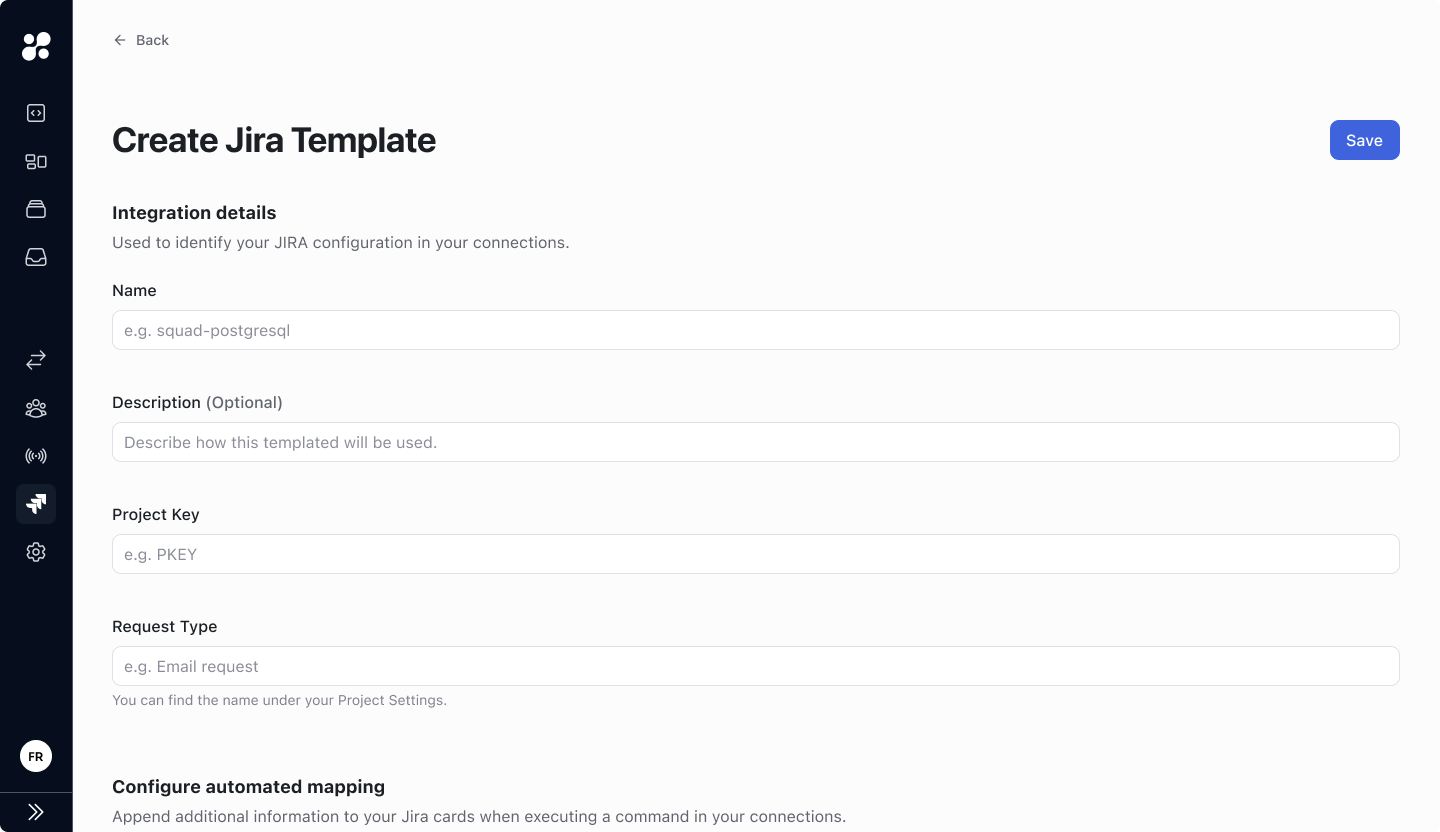 Back
Create Jira Template
Save
Integration details
Used to identify your JIRA configuration in your connections.
Name
e.g. squad-postgresql
Description (Optional)
Describe how this templated will be used.
Project Key
e.g. PKEY
Request Type
e.g. Email request
You can find the name under your Project Settings.
FR
Configure automated mapping
Append additional information to your Jira cards when executing a command in your connections.